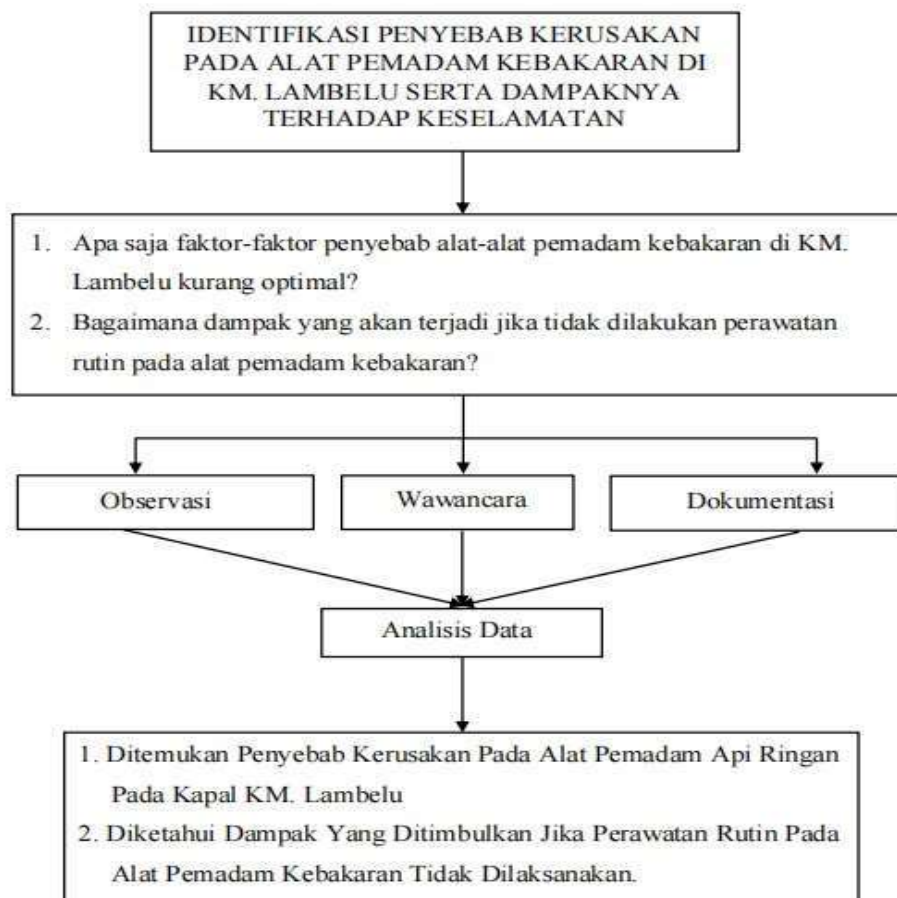 IDENTIFIKASI PENYEBAB KERUSAKAN
PADA ALAT PEMADAM KEBAKARAN DI
KM. LAMBELU SERTA DAMPAKNYA
TERHADAP KESELAMATAN
1. Apa saja faktor-faktor penyebab alat-alat pemadam kebakaran di KM.
Lambelu kurang optimal?
2. Bagaimana dampak yang akan terjadi jika tidak dilakukan perawatan
rutin pada alat pemadam kebakaran?
Observasi
Wawancara
Dokumentasi
Analisis Data
1. Ditemukan Penyebab Kerusakan Pada Alat Pemadam Api Ringan
Pada Kapal KM. Lambelu
2. Diketahui Dampak Yang Ditimbulkan Jika Perawatan Rutin Pada
Alat Pemadam Kebakaran Tidak Dilaksanakan.